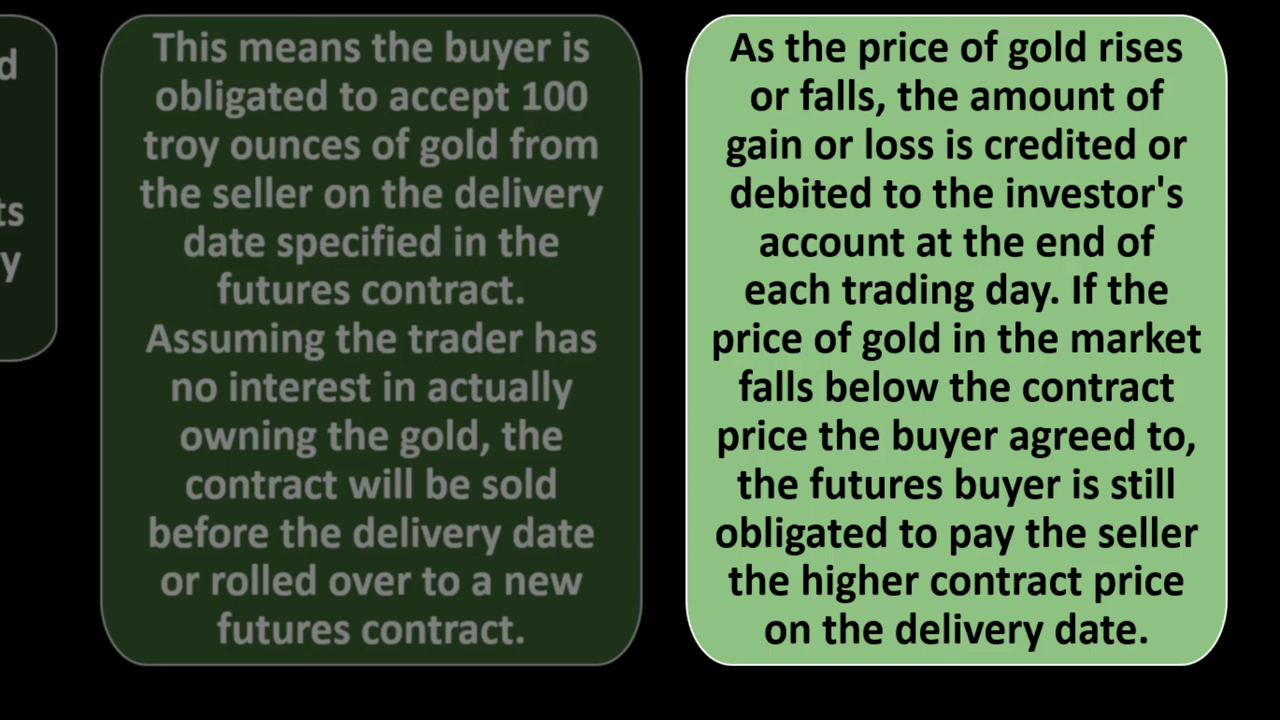 d
ts
y
This means the buyer is
obligated to accept 100
troy ounces of gold from
the seller on the delivery
date specified in the
futures contract.
Assuming the trader has
no interest in actually
owning the gold, the
contract will be sold
before the delivery date
or rolled over to a new
futures contract.
As the price of gold rises
or falls, the amount of
gain or loss is credited or
debited to the investor's
account at the end of
each trading day. If the
price of gold in the market
falls below the contract
price the buyer agreed to,
the futures buyer is still
obligated to pay the seller
the higher contract price
on the delivery date.